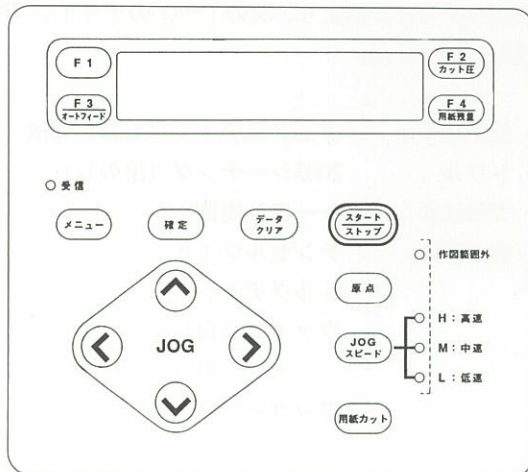 F 1
F 2
カット圧
F 3
オートフィード
F 4
用紙残量
受信
メニュー
確定
データ
クリア
スタート
ストップ
作図範囲外
原点
JOG
JOG
スピード
H：高速
M：中速
L：低速
用紙カット